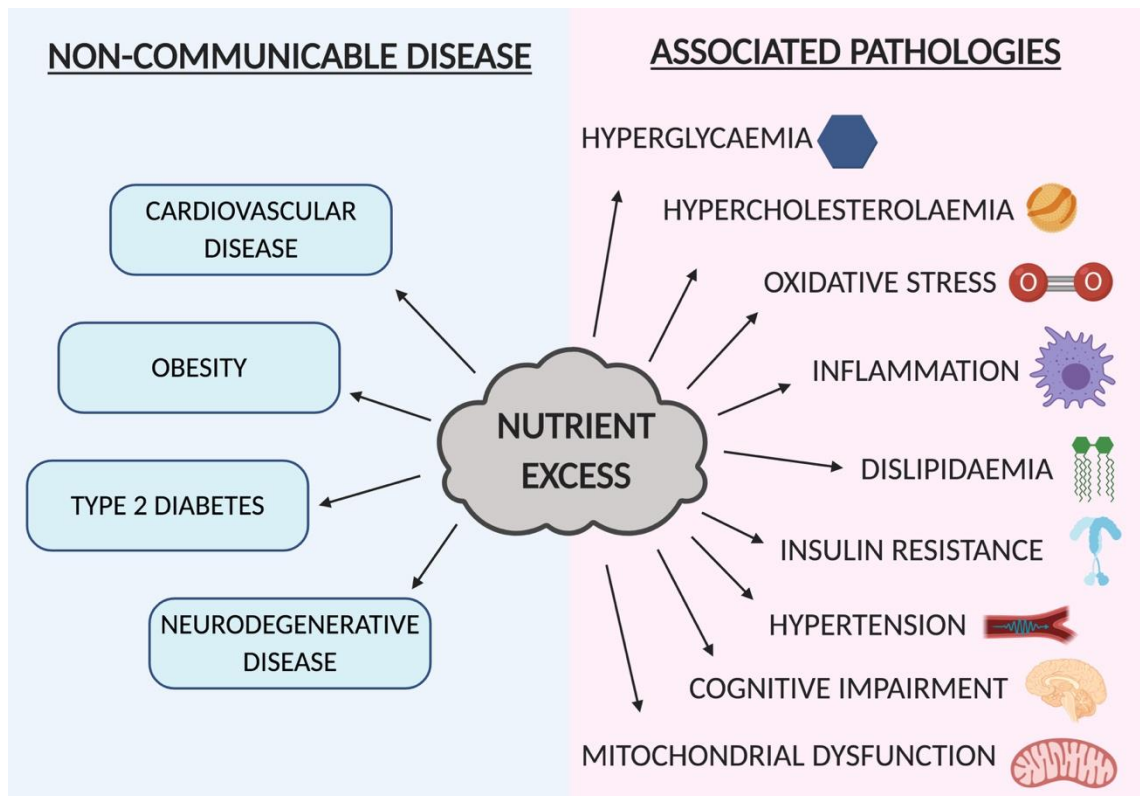 NON-COMMUNICABLE DISEASE
CARDIOVASCULAR
DISEASE
OBESITY
TYPE 2 DIABETES
NEURODEGENERATIVE
DISEASE
NUTRIENT
EXCESS
ASSOCIATED PATHOLOGIES
HYPERGLYCAEMIA
HYPERCHOLESTEROLAEMIA
OXIDATIVE STRESS
O O
INFLAMMATION
DISLIPIDAEMIA
INSULIN RESISTANCE
HYPERTENSION
COGNITIVE IMPAIRMENT
MITOCHONDRIAL DYSFUNCTION